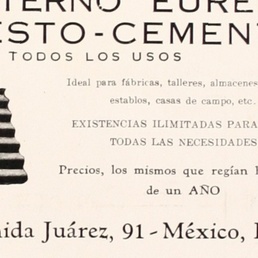 TERNO EURE
ESTO-CEMEN
TODOS LOS USOS
Ideal para fábricas, talleres, almacenes
establos, casas de campo, etc.
EXISTENCIAS ILIMITADAS PARA
TODAS LAS NECESIDADES
Precios, los mismos que regían
de un AÑO
nida Juárez, 91 - México,